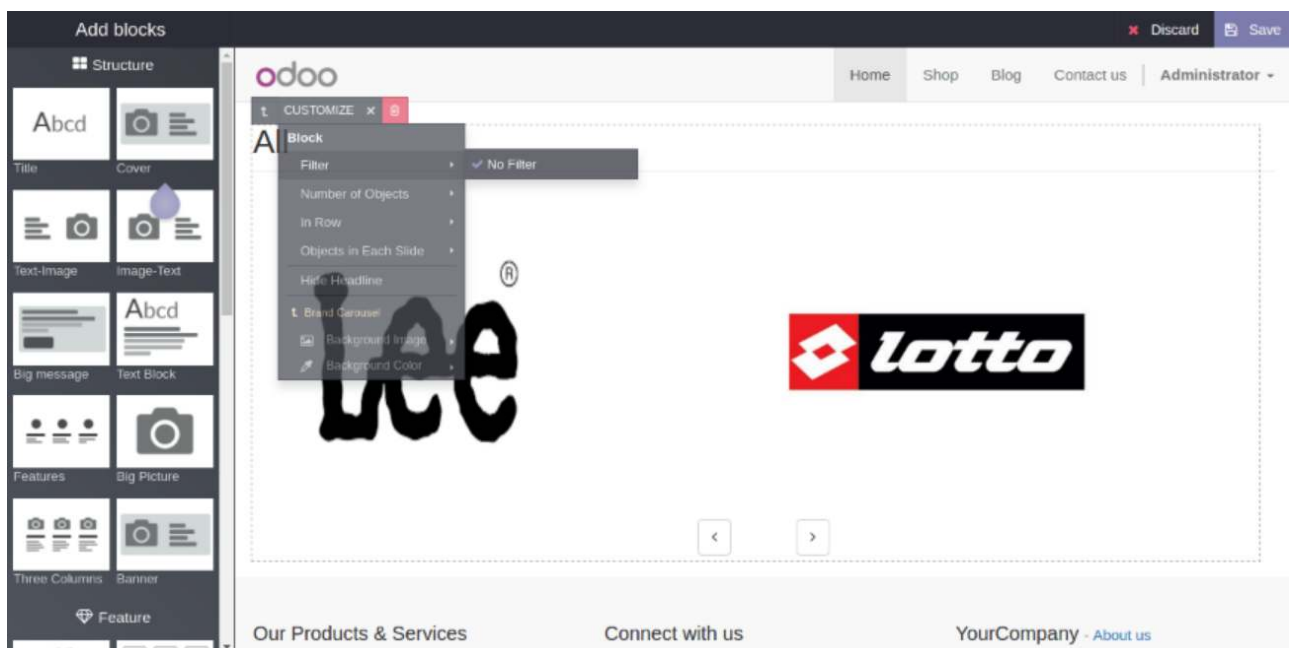 Add blocks
Discard
Save
Structure
odoo
Home
Shop
Blog
Contact us
Administrator
Abcd
Title
Cover
Text-Image
Image-Text
Abcd
Big message
Text Block
Features
Big Picture
Three Columns
Banner
Feature
CUSTOMIZE
All
Block
Filter
No Filter
Number of Objects
In Row
Objects in Each Slide
Hide Headline
Brand Carousel
Background Image
Background Color
Lee ®
lotto
Our Products & Services
Connect with us
YourCompany - About us